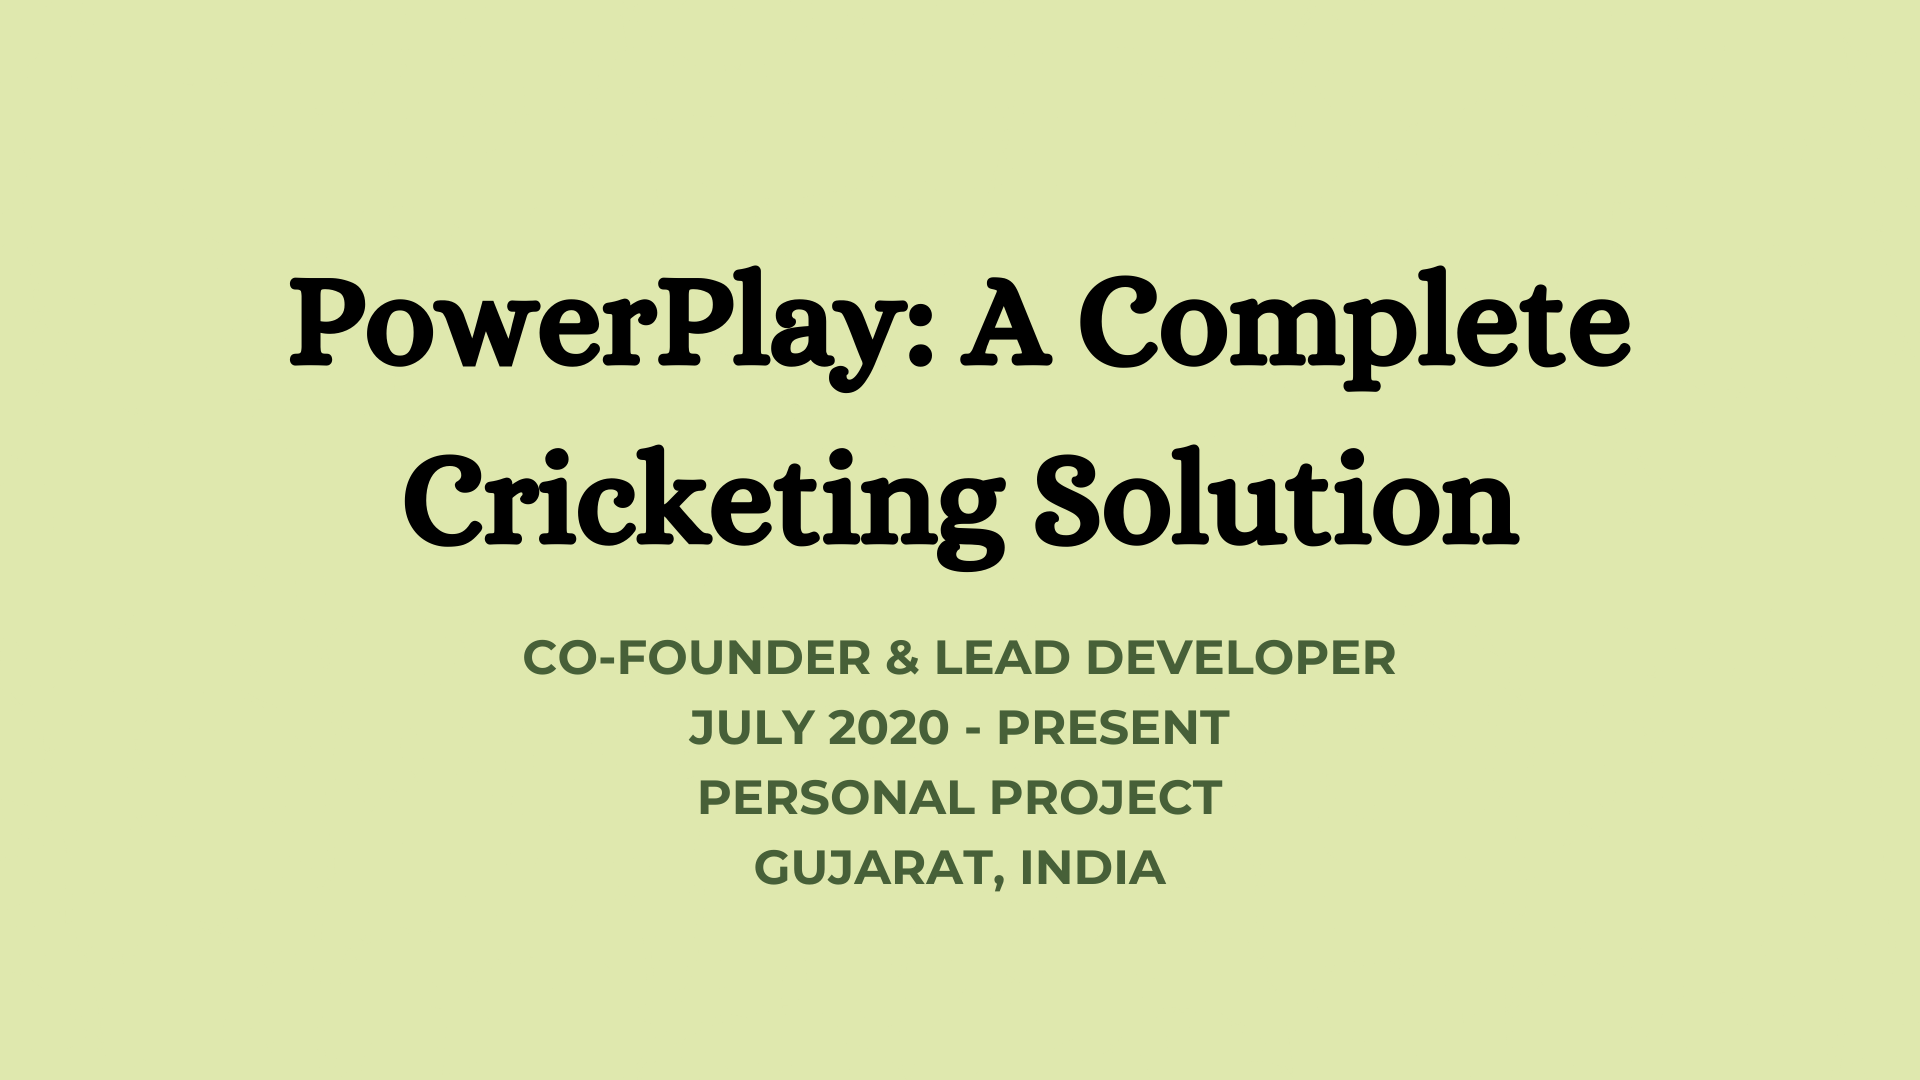 PowerPlay: A Complete
Cricketing Solution
CO-FOUNDER & LEAD DEVELOPER
JULY 2020 - PRESENT
PERSONAL PROJECT
GUJARAT, INDIA